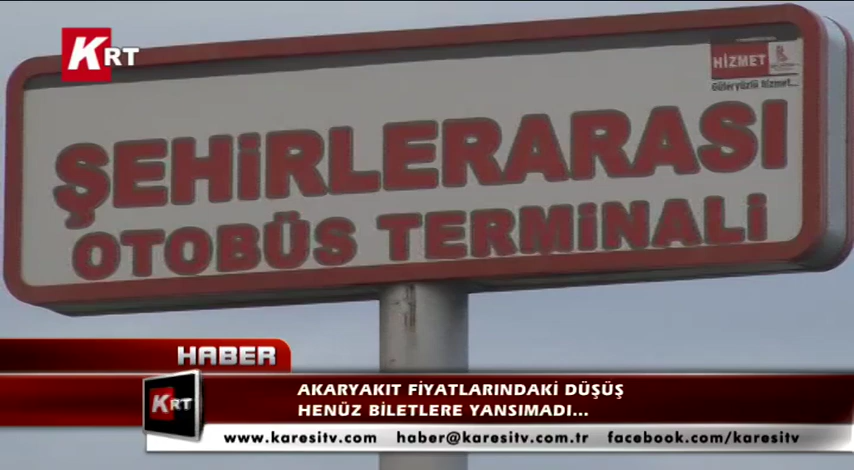 KRT
HİZMET
Güleryüzlü hizmet...
ŞEHİRLERARASI
OTOBÜS TERMİNALİ
HABER
KRT
AKARYAKIT FİYATLARINDAKİ DÜŞÜŞ
HENÜZ BİLETLERE YANSIMADI...
www.karesitv.com haber@karesitv.com.tr facebook.com/karesitv